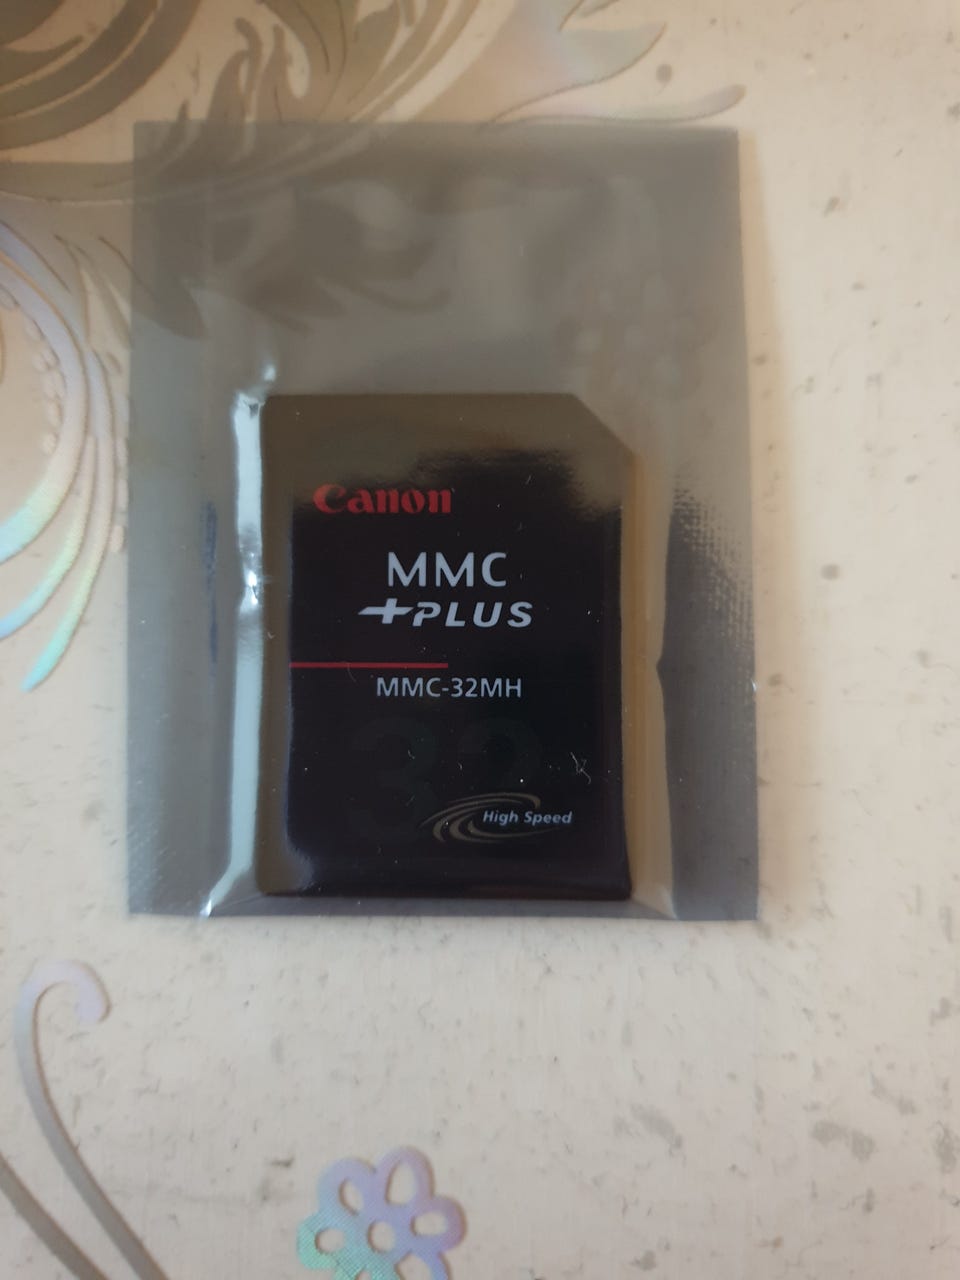 Canon
MMC
+PLUS
MMC-32MH
32
High Speed